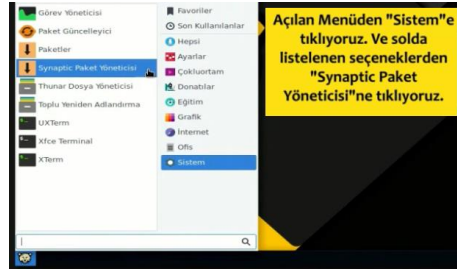 Görev Yöneticisi
Paket Güncelleyici
Paketler
Synaptic Paket Yöneticisi
Thunar Dosya Yöneticisi
Toplu Yeniden Adlandırma
UXTerm
Xfce Terminal
XTerm
Favoriler
Son Kullanılanlar
Hepsi
Ayarlar
Çokluortam
Donatılar
Eğitim
Grafik
İnternet
Ofis
Sistem
Açılan Menüden "Sistem"e
tıklıyoruz. Ve solda
listelenen seçeneklerden
"Synaptic Paket
Yöneticisi"ne tıklıyoruz.